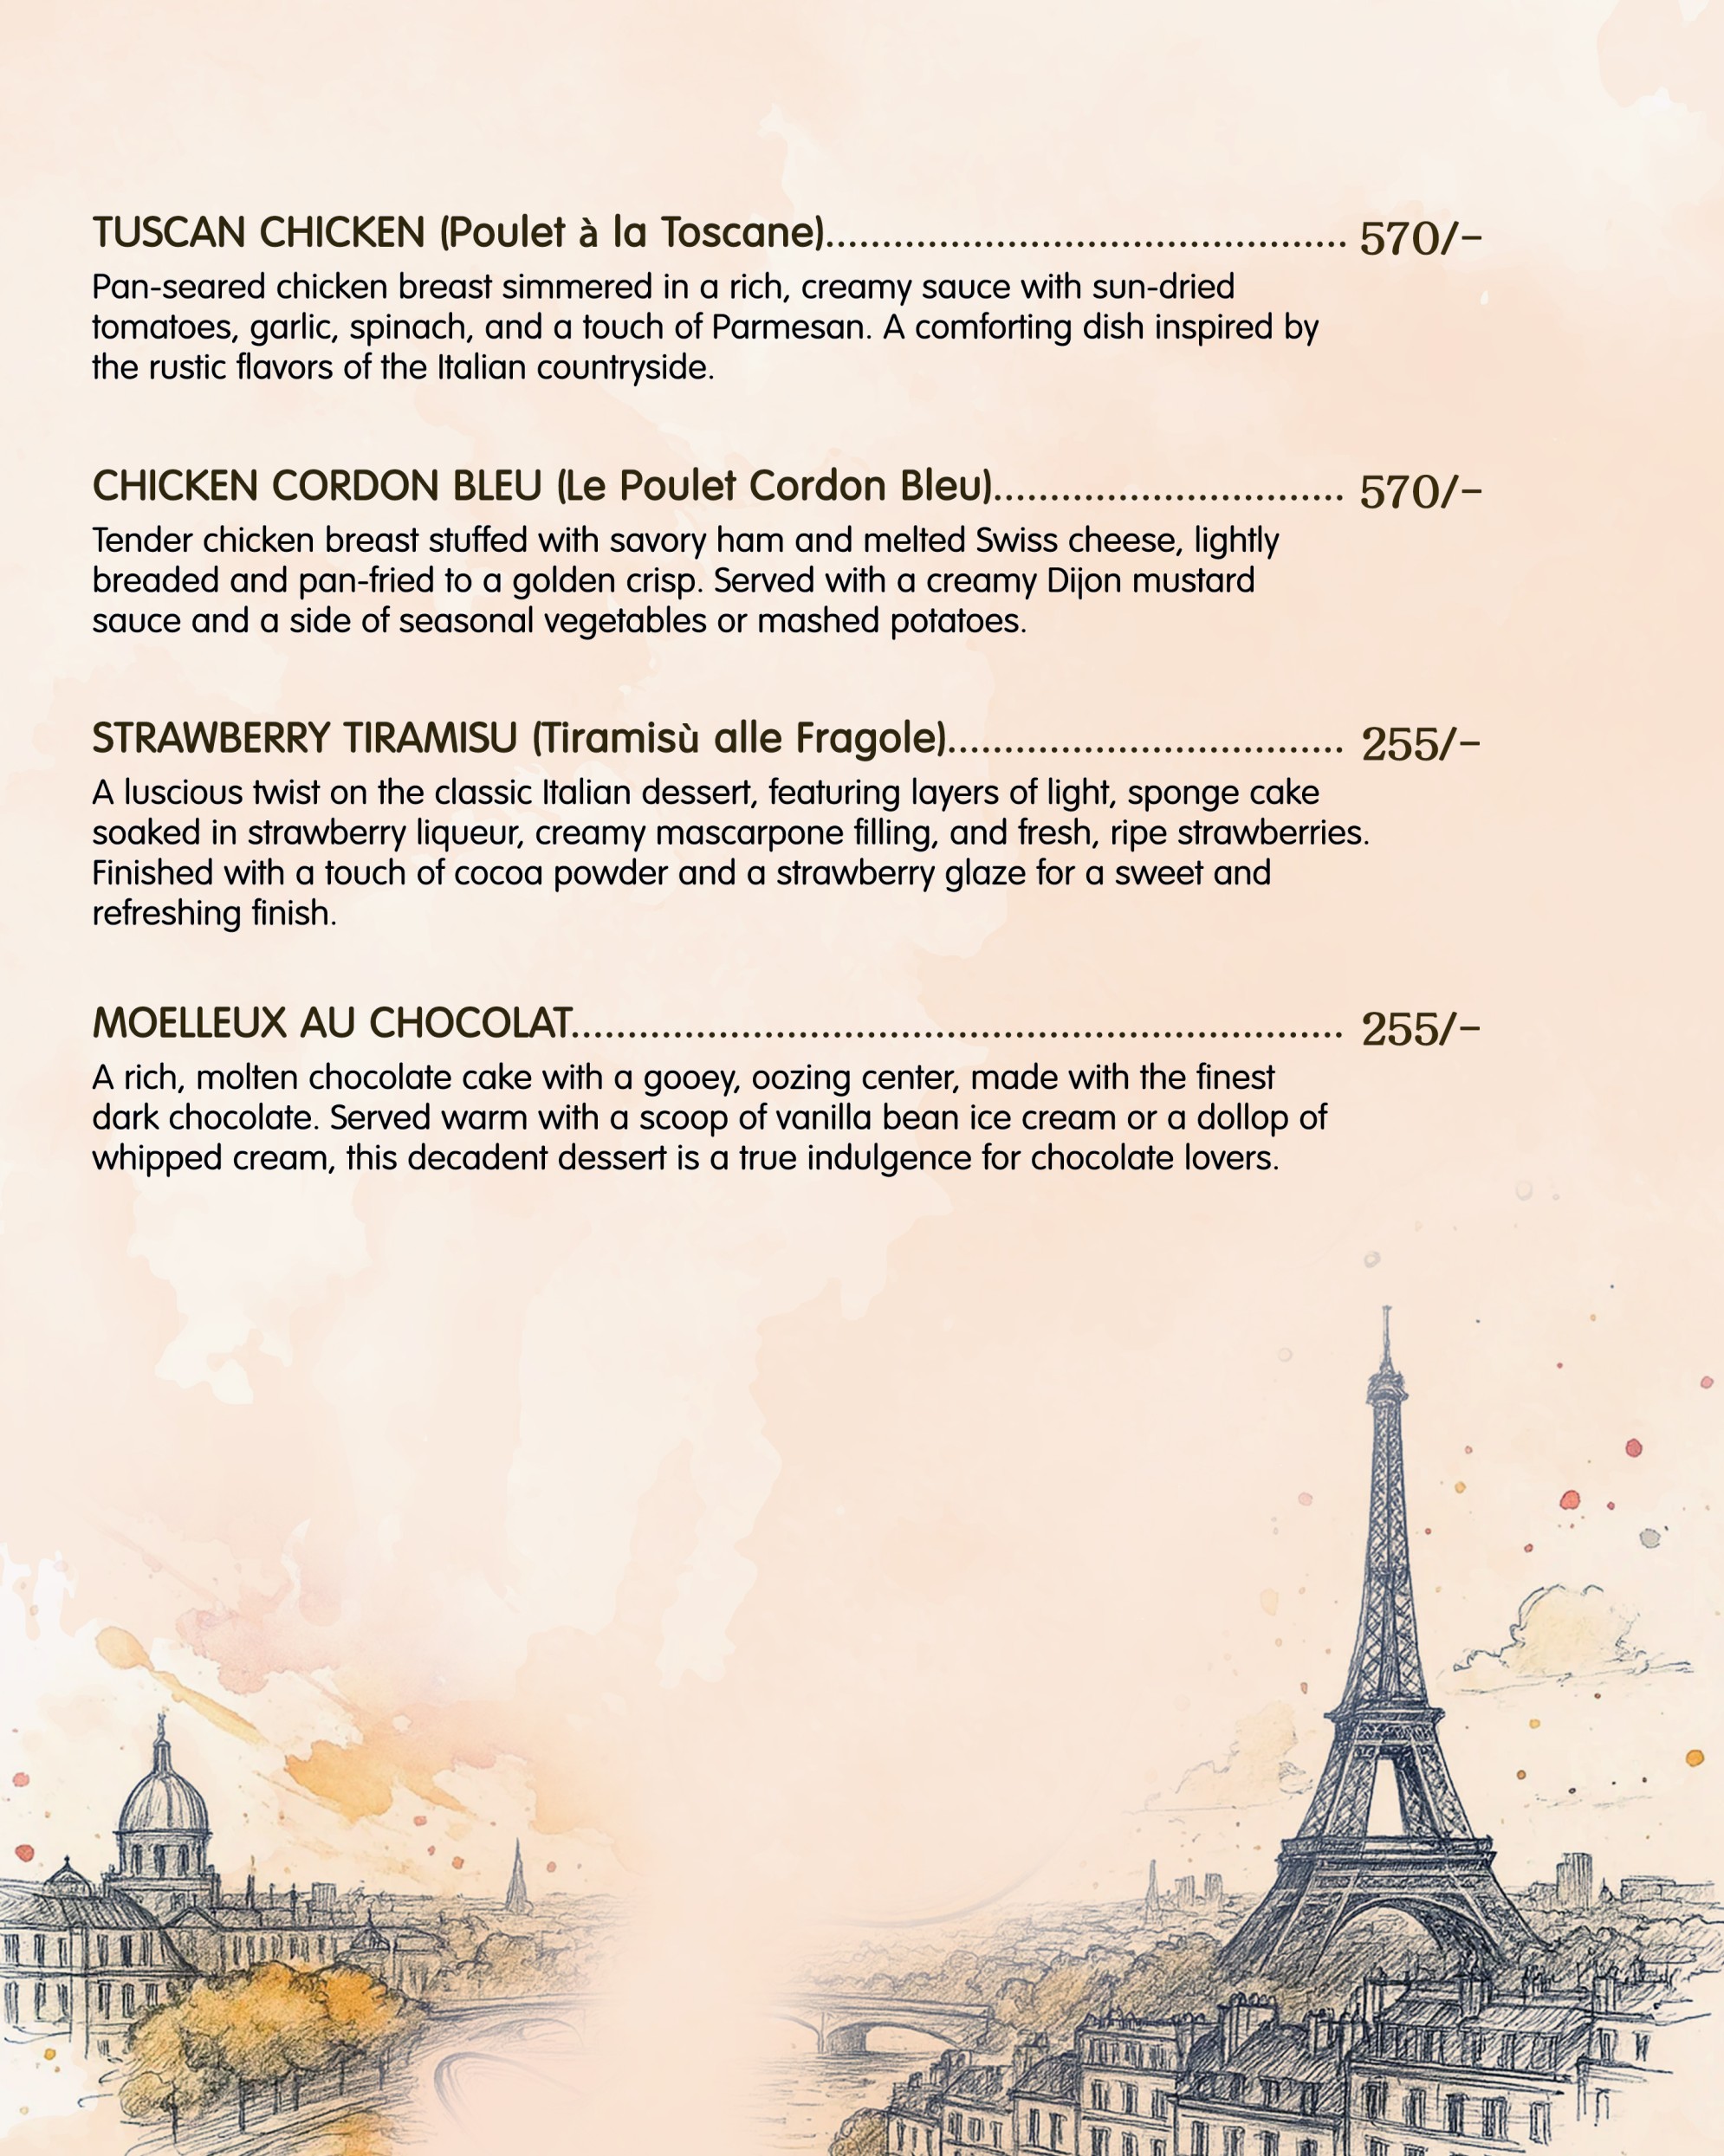 TUSCAN CHICKEN (Poulet à la Toscane)............................................... 570/-
Pan-seared chicken breast simmered in a rich, creamy sauce with sun-dried
tomatoes, garlic, spinach, and a touch of Parmesan. A comforting dish inspired by
the rustic flavors of the Italian countryside.
CHICKEN CORDON BLEU (Le Poulet Cordon Bleu)................................ 570/-
Tender chicken breast stuffed with savory ham and melted Swiss cheese, lightly
breaded and pan-fried to a golden crisp. Served with a creamy Dijon mustard
sauce and a side of seasonal vegetables or mashed potatoes.
STRAWBERRY TIRAMISU (Tiramisù alle Fragole).................................... 255/-
A luscious twist on the classic Italian dessert, featuring layers of light, sponge cake
soaked in strawberry liqueur, creamy mascarpone filling, and fresh, ripe strawberries.
Finished with a touch of cocoa powder and a strawberry glaze for a sweet and
refreshing finish.
MOELLEUX AU CHOCOLAT...................................................................... 255/-
A rich, molten chocolate cake with a gooey, oozing center, made with the finest
dark chocolate. Served warm with a scoop of vanilla bean ice cream or a dollop of
whipped cream, this decadent dessert is a true indulgence for chocolate lovers.